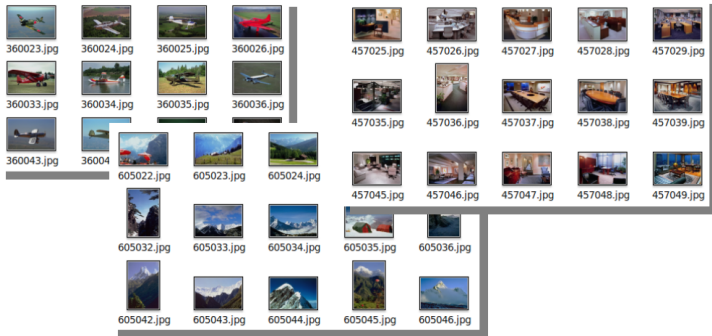 360023.jpg 360024.jpg 360025.jpg 360026.jpg
360033.jpg 360034.jpg 360035.jpg 360036.jpg
360043.jpg 36004
457025.jpg 457026.jpg 457027.jpg 457028.jpg 457029.jpg
457035.jpg 457036.jpg 457037.jpg 457038.jpg 457039.jpg
457045.jpg 457046.jpg 457047.jpg 457048.jpg 457049.jpg
605022.jpg 605023.jpg 605024.jpg
605032.jpg 605033.jpg 605034.jpg 605035.jpg 605036.jpg
605042.jpg 605043.jpg 605044.jpg 605045.jpg 605046.jpg